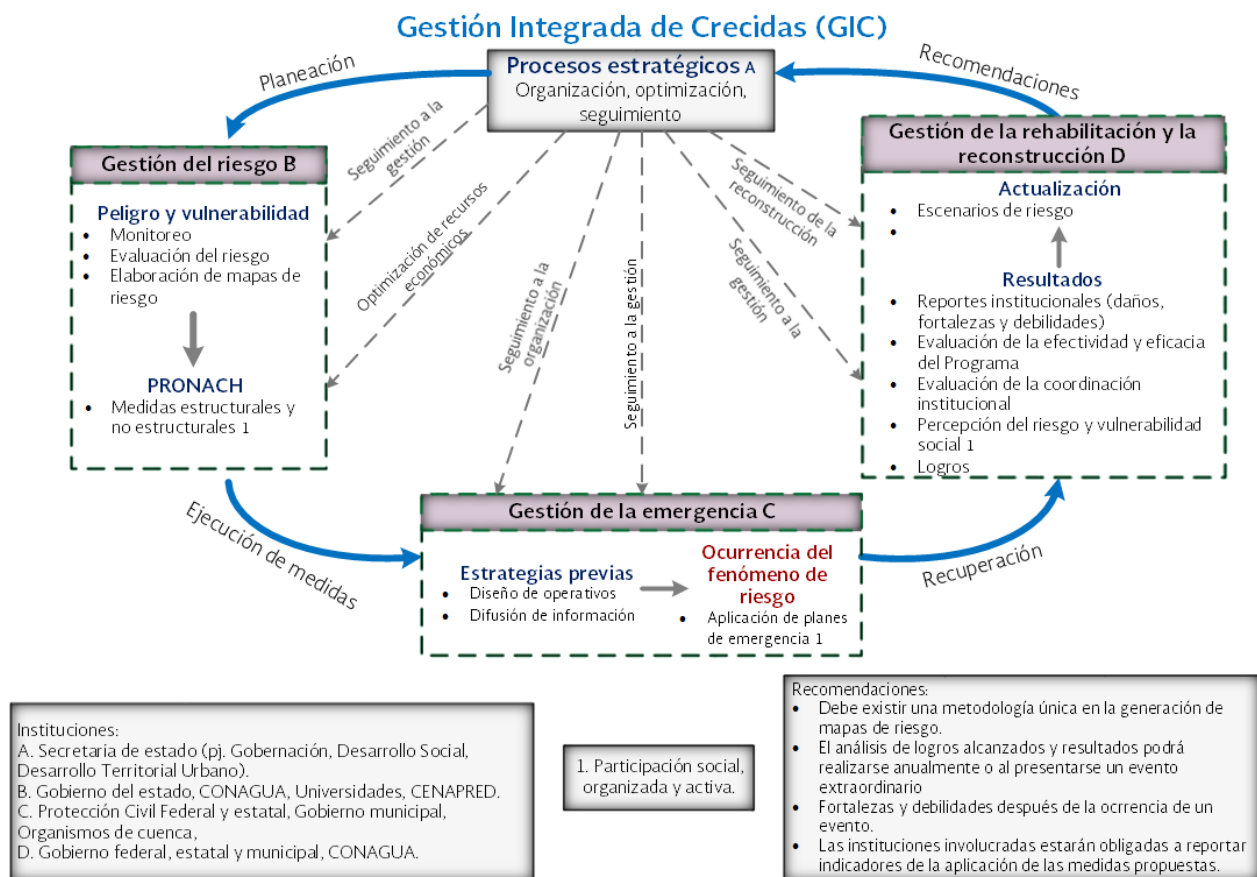 Gestión Integrada de Crecidas (GIC)
Procesos estratégicos A
Organización, optimización,
seguimiento
Planeación
Recomendaciones
Gestión del riesgo B
Peligro y vulnerabilidad
• Monitoreo
• Evaluación del riesgo
• Elaboración de mapas de
riesgo
PRONACH
• Medidas estructurales y
no estructurales 1
Seguimiento a la
gestión
Optimización de recursos
económicos
Seguimiento a la
organización
Seguimiento a la gestión
Seguimiento a la
gestión
Seguimiento de la
reconstrucción
Gestión de la rehabilitación y la
reconstrucción D
Actualización
• Escenarios de riesgo
•
Resultados
• Reportes institucionales (daños,
fortalezas y debilidades)
• Evaluación de la efectividad y eficacia
del Programa
• Evaluación de la coordinación
institucional
• Percepción del riesgo y vulnerabilidad
social 1
• Logros
Ejecución de medidas
Gestión de la emergencia C
Estrategias previas
• Diseño de operativos
• Difusión de información
Ocurrencia del
fenómeno de
riesgo
• Aplicación de planes
de emergencia 1
Recuperación
Instituciones:
A. Secretaria de estado (pj. Gobernación, Desarrollo Social,
Desarrollo Territorial Urbano).
B. Gobierno del estado, CONAGUA, Universidades, CENAPRED.
C. Protección Civil Federal y estatal, Gobierno municipal,
Organismos de cuenca,
D. Gobierno federal, estatal y municipal, CONAGUA.
1. Participación social,
organizada y activa.
Recomendaciones:
• Debe existir una metodología única en la generación de
mapas de riesgo.
• El análisis de logros alcanzados y resultados podrá
realizarse anualmente o al presentarse un evento
extraordinario
• Fortalezas y debilidades después de la ocrrencia de un
evento.
• Las instituciones involucradas estarán obligadas a reportar
indicadores de la aplicación de las medidas propuestas.